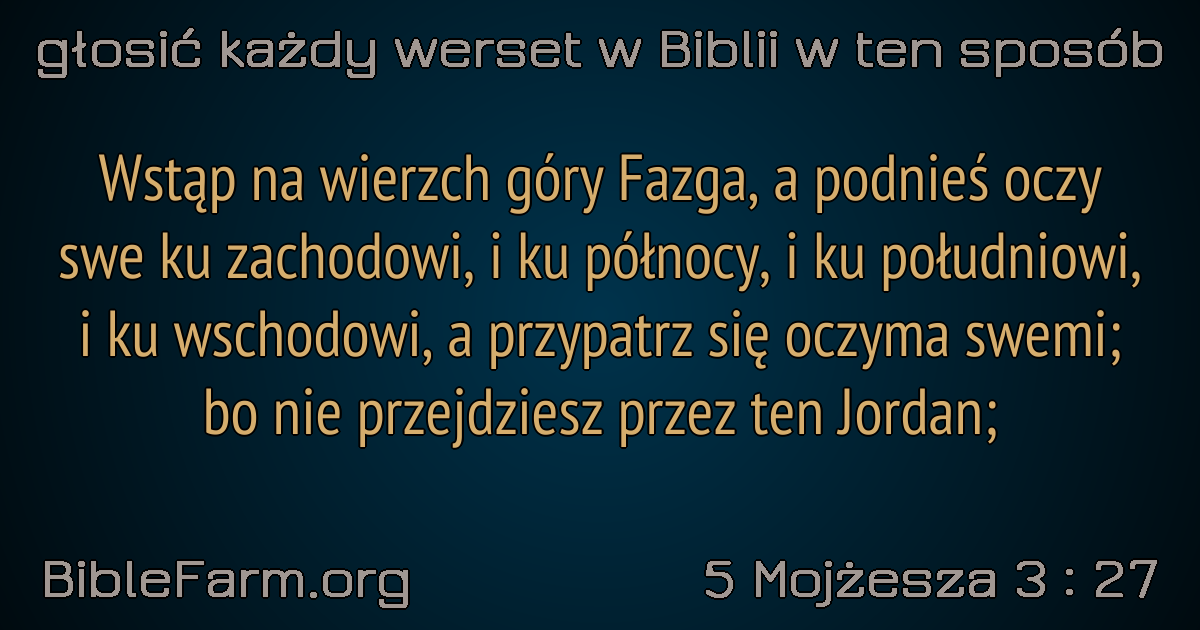 głosić każdy werset w Biblii w ten sposób
Wstąp na wierzch góry Fazga, a podnieś oczy
swe ku zachodowi, i ku północy, i ku południowi,
i ku wschodowi, a przypatrz się oczyma swemi;
bo nie przejdziesz przez ten Jordan;
BibleFarm.org
5 Mojżesza 3 : 27